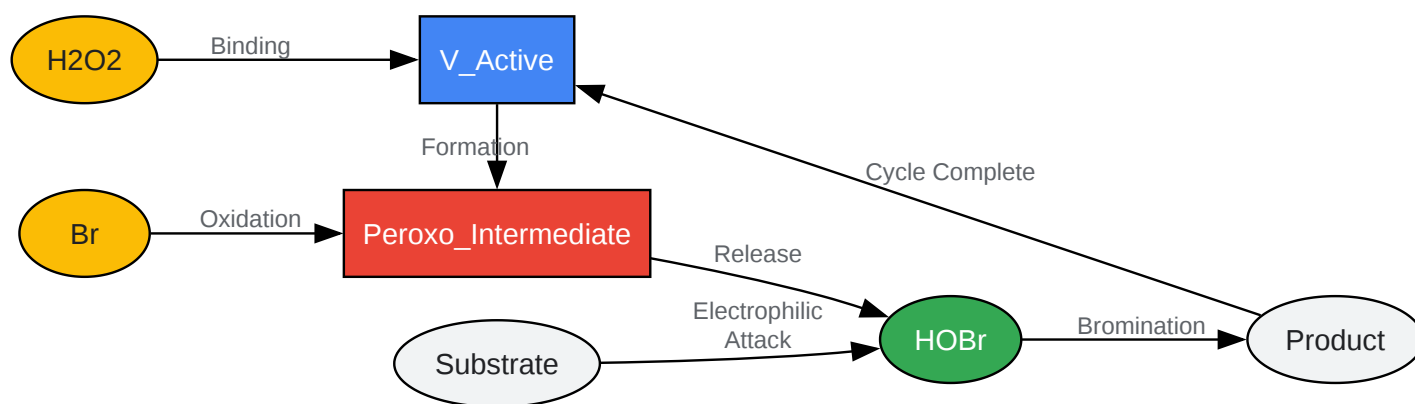 H2O2
Binding
V_Active
Formation
Cycle Complete
Br
Oxidation
Peroxo_Intermediate
Release
Electrophilic
Attack
Substrate
HOBr
Bromination
Product